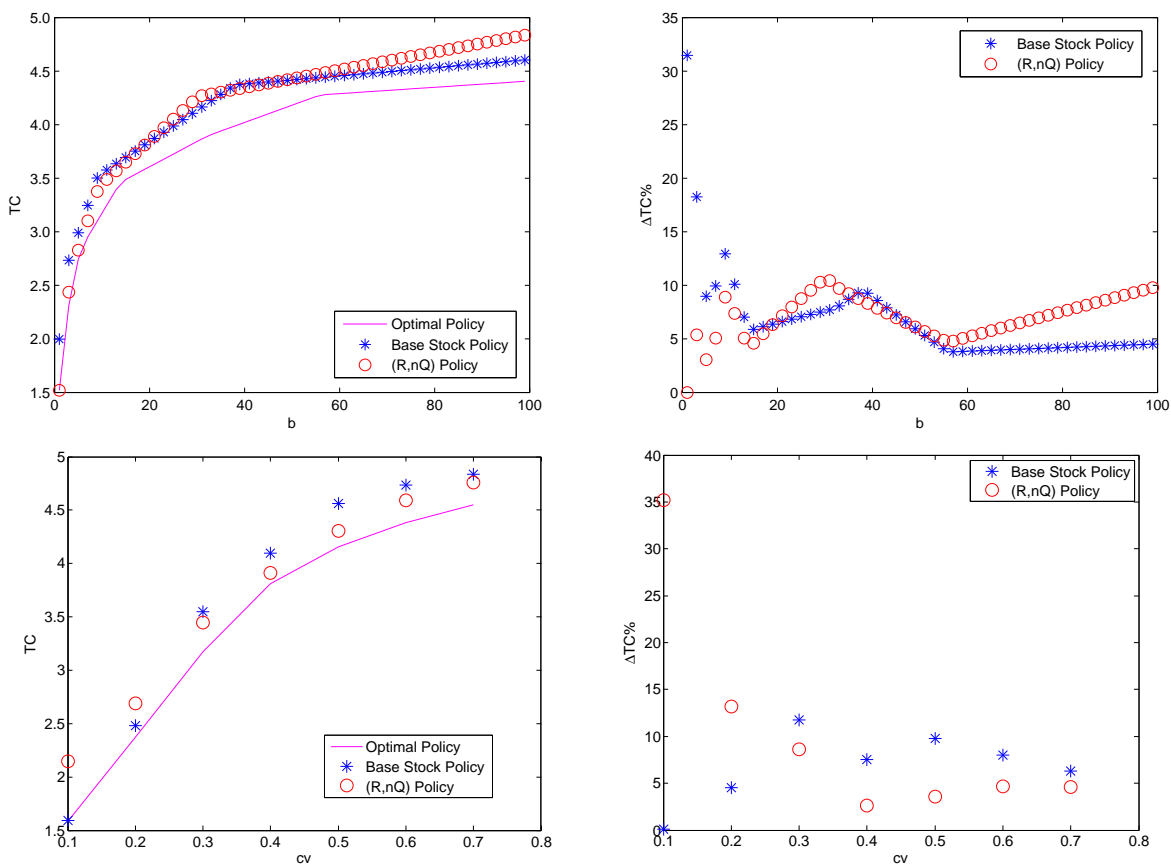 5.0
4.5
4.0
3.5
3.0
2.5
2.0
1.5
TC
0 20 40 60 80 100
b
Optimal Policy
Base Stock Policy
(R,nQ) Policy
35%
30
25
20
15
10
5
0
ΔTC%
0 20 40 60 80 100
b
Base Stock Policy
(R,nQ) Policy
5
4.5
4
3.5
3
2.5
2
1.5
TC
0.1 0.2 0.3 0.4 0.5 0.6 0.7 0.8
cv
Optimal Policy
Base Stock Policy
(R,nQ) Policy
40
35
30
25
20
15
10
5
0
ΔTC%
0.1 0.2 0.3 0.4 0.5 0.6 0.7 0.8
cv
Base Stock Policy
(R,nQ) Policy